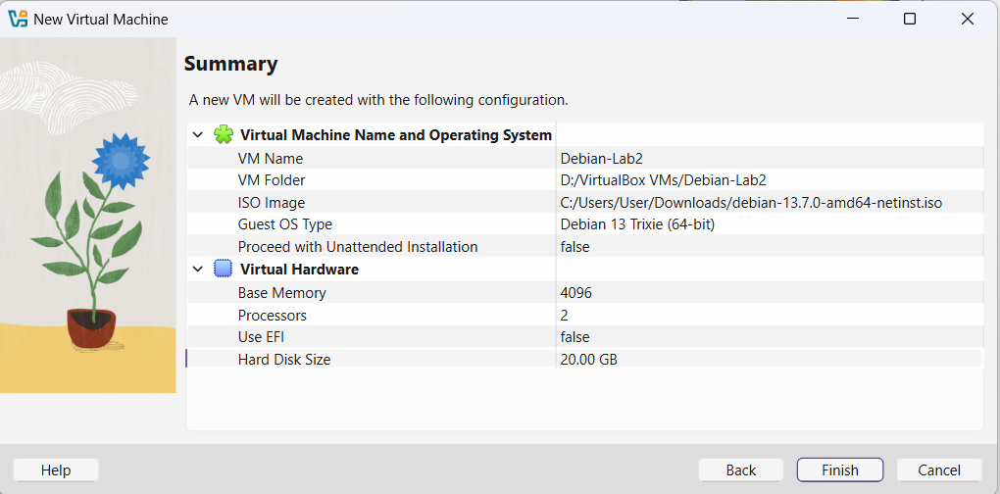 New Virtual Machine
Summary
A new VM will be created with the following configuration.
Virtual Machine Name and Operating System
VM Name Debian-Lab2
VM Folder D:/VirtualBox VMs/Debian-Lab2
ISO Image C:/Users/User/Downloads/debian-13.7.0-amd64-netinst.iso
Guest OS Type Debian 13 Trixie (64-bit)
Proceed with Unattended Installation false
Virtual Hardware
Base Memory 4096
Processors 2
Use EFI false
Hard Disk Size 20.00 GB
Help Back Finish Cancel